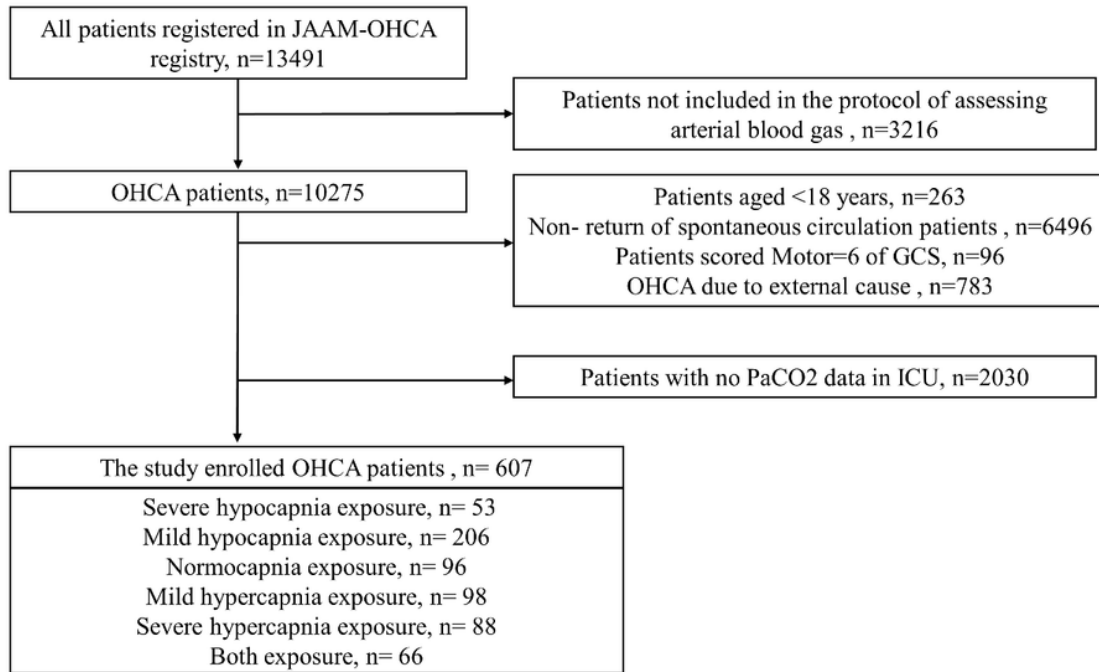 All patients registered in JAAM-OHCA
registry, n=13491
Patients not included in the protocol of assessing
arterial blood gas , n=3216
OHCA patients, n=10275
Patients aged <18 years, n=263
Non- return of spontaneous circulation patients , n=6496
Patients scored Motor=6 of GCS, n=96
OHCA due to external cause , n=783
Patients with no PaCO2 data in ICU, n=2030
The study enrolled OHCA patients , n= 607
Severe hypocapnia exposure, n= 53
Mild hypocapnia exposure, n= 206
Normocapnia exposure, n= 96
Mild hypercapnia exposure, n= 98
Severe hypercapnia exposure, n= 88
Both exposure, n= 66